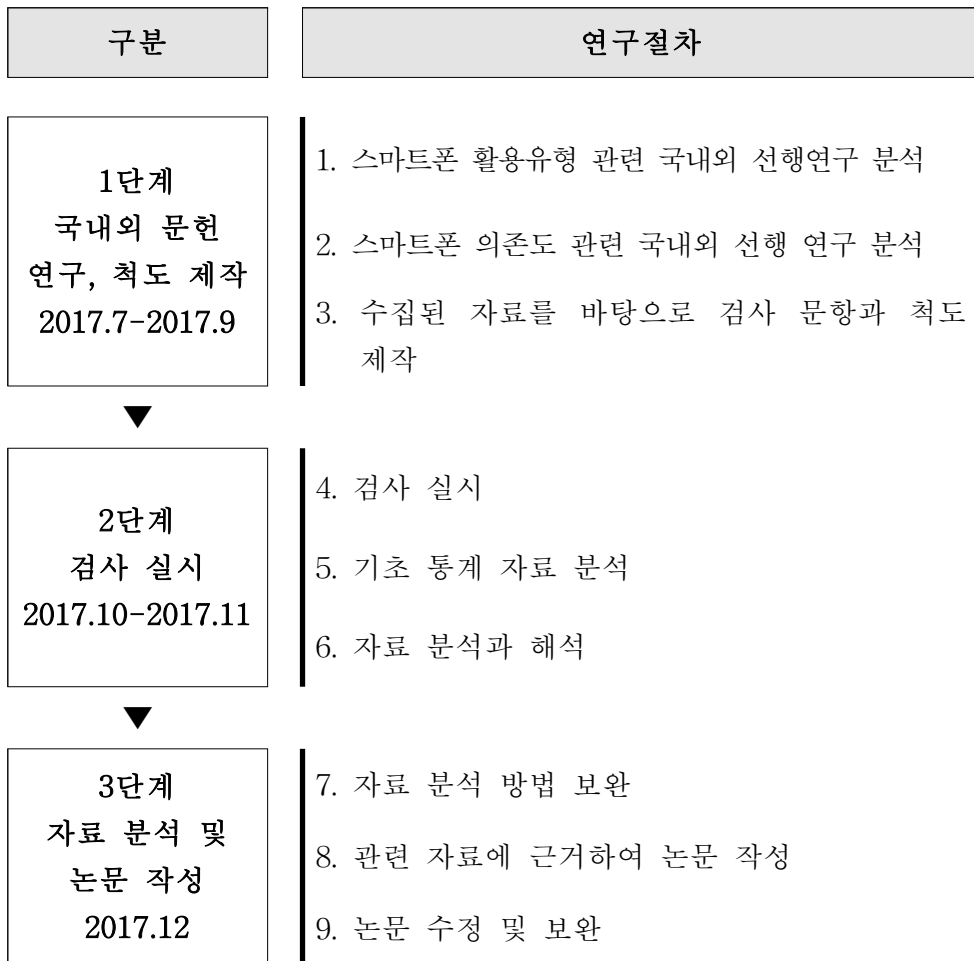 구분
연구절차
1단계
국내외 문헌
연구, 척도 제작
2017.7-2017.9
1. 스마트폰 활용유형 관련 국내외 선행연구 분석
2. 스마트폰 의존도 관련 국내외 선행 연구 분석
3. 수집된 자료를 바탕으로 검사 문항과 척도
제작
▼
2단계
검사 실시
2017.10-2017.11
4. 검사 실시
5. 기초 통계 자료 분석
6. 자료 분석과 해석
▼
3단계
자료 분석 및
논문 작성
2017.12
7. 자료 분석 방법 보완
8. 관련 자료에 근거하여 논문 작성
9. 논문 수정 및 보완